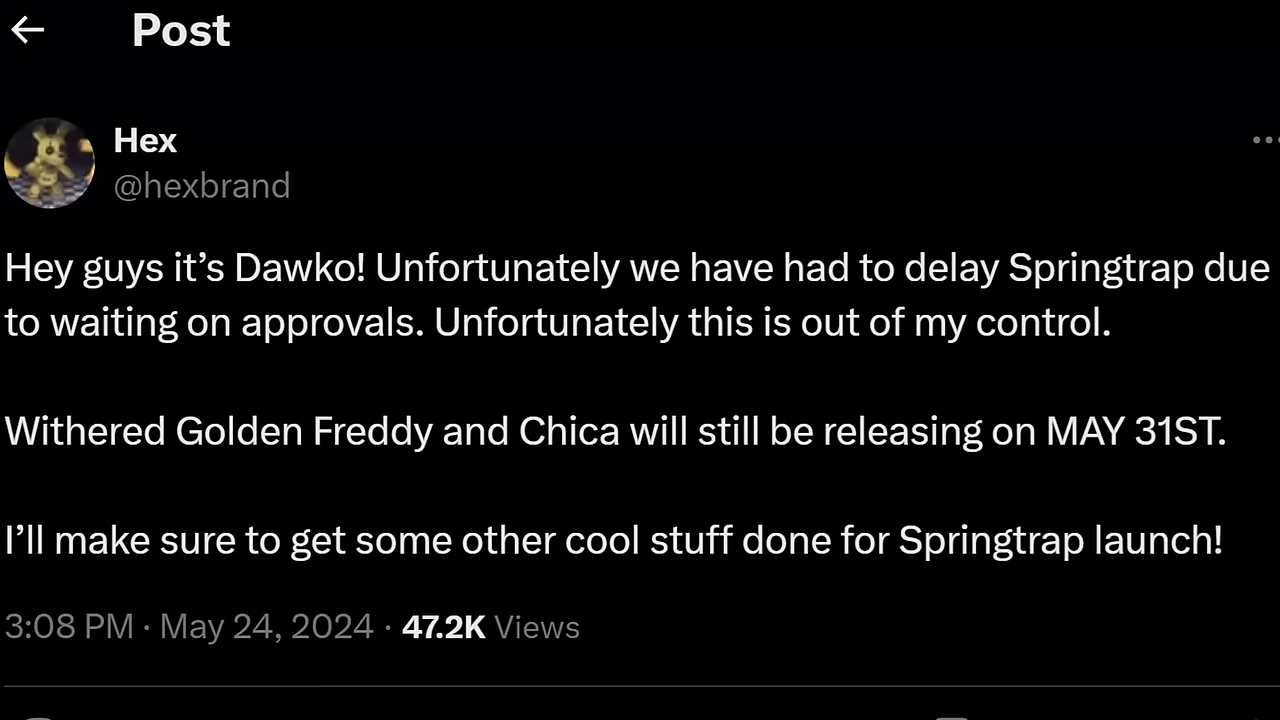 Post
Hex
@hexbrand
Hey guys it’s Dawko! Unfortunately we have had to delay Springtrap due
to waiting on approvals. Unfortunately this is out of my control.
Withered Golden Freddy and Chica will still be releasing on MAY 31ST.
I’ll make sure to get some other cool stuff done for Springtrap launch!
3:08 PM · May 24, 2024 · 47.2K Views